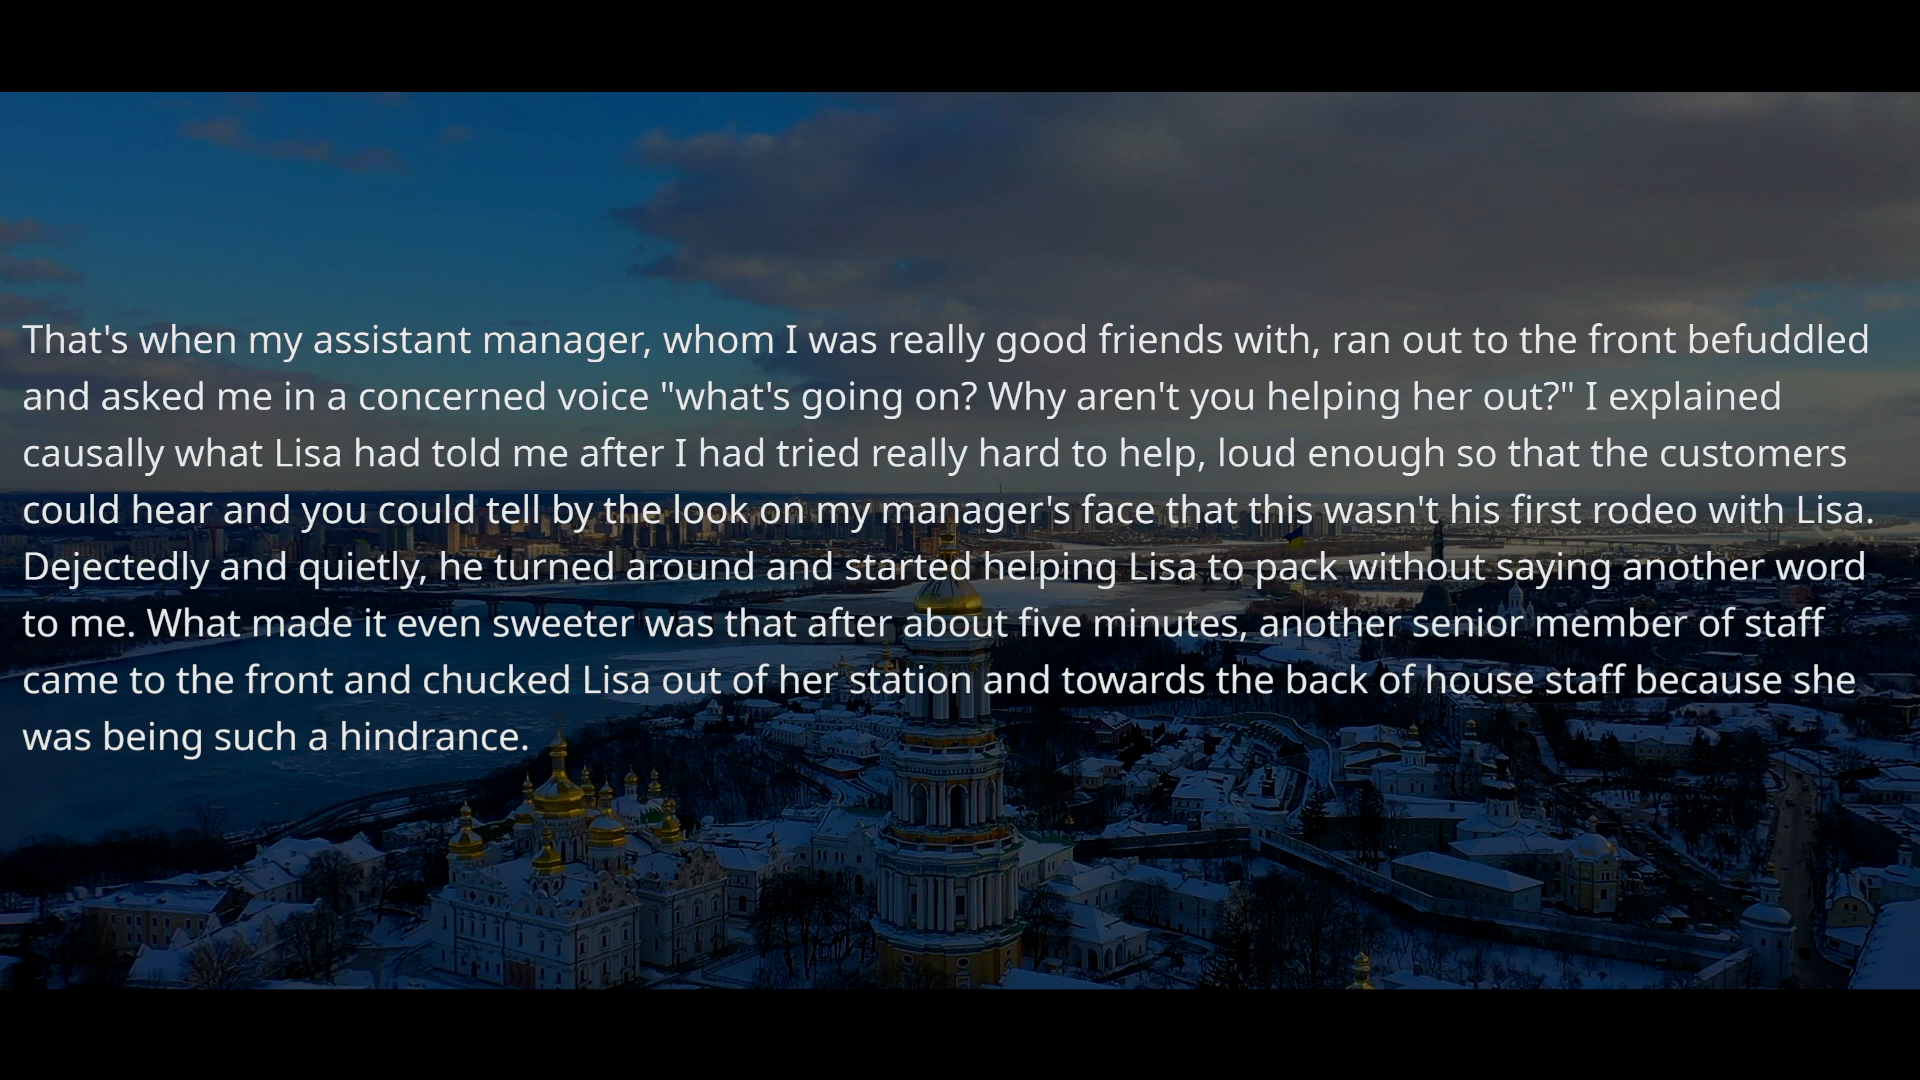 That's when my assistant manager, whom I was really good friends with, ran out to the front befuddled
and asked me in a concerned voice "what's going on? Why aren't you helping her out?" I explained
causally what Lisa had told me after I had tried really hard to help, loud enough so that the customers
could hear and you could tell by the look on my manager's face that this wasn't his first rodeo with Lisa.
Dejectedly and quietly, he turned around and started helping Lisa to pack without saying another word
to me. What made it even sweeter was that after about five minutes, another senior member of staff
came to the front and chucked Lisa out of her station and towards the back of house staff because she
was being such a hindrance.